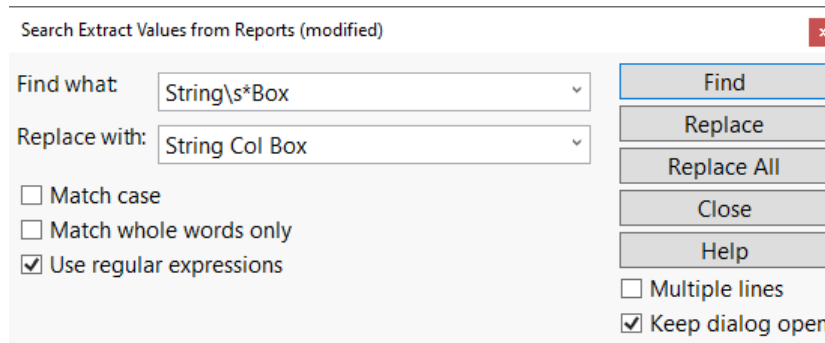 Search Extract Values from Reports (modified)
Find what:
String\s*Box
Find
Replace with:
String Col Box
Replace
Replace All
Match case
Close
Match whole words only
Help
Use regular expressions
Multiple lines
Keep dialog open